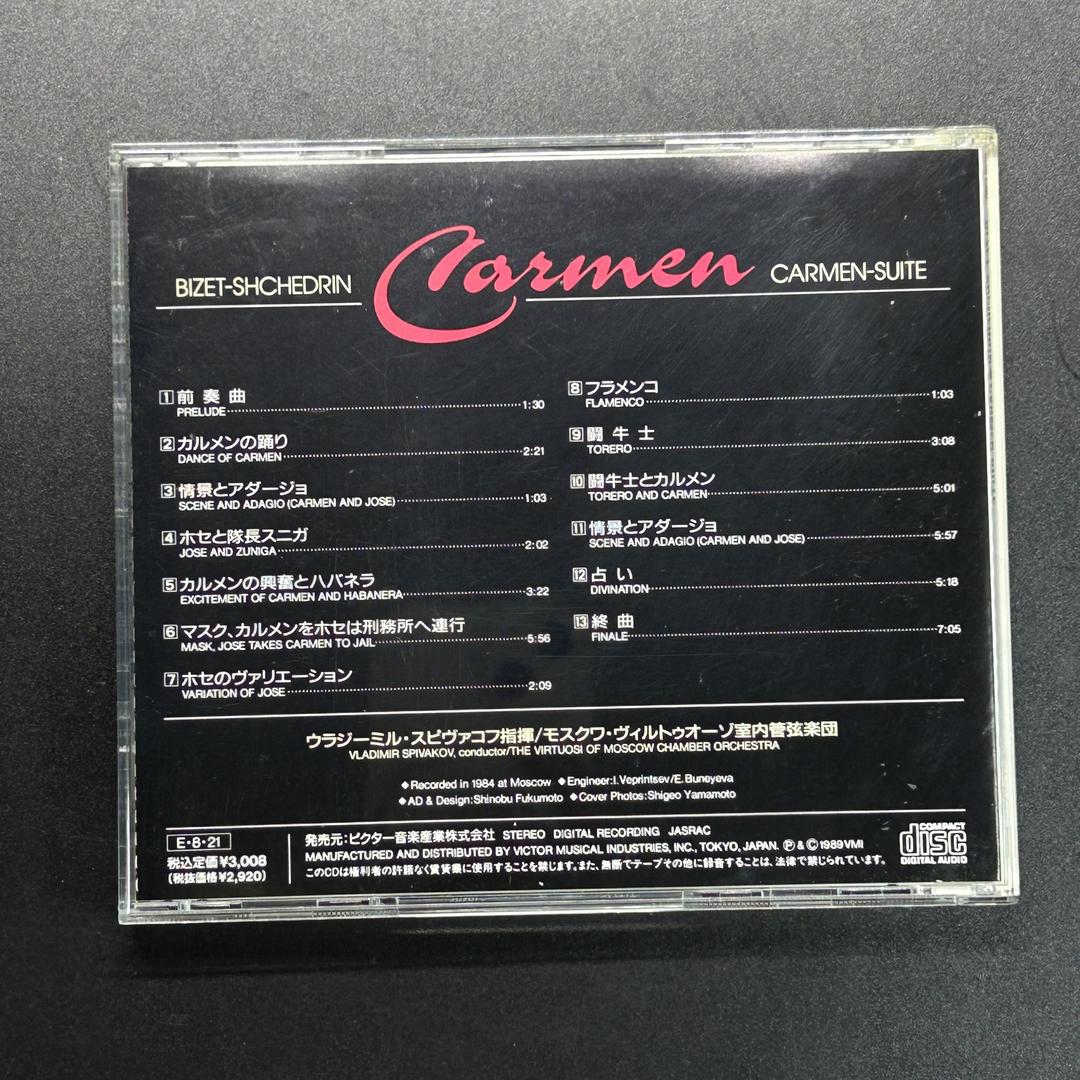 BIZET-SHCHEDRIN Carmen CARMEN-SUITE
1 前奏曲
PRELUDE 1:30
2 カルメンの踊り
DANCE OF CARMEN 2:21
3 情景とアダージョ
SCENE AND ADAGIO (CARMEN AND JOSE) 1:03
4 ホセと隊長スニガ
JOSE AND ZUNIGA 2:02
5 カルメンの興奮とハバネラ
EXCITEMENT OF CARMEN AND HABANERA 3:22
6 マスク、カルメンをホセは刑務所へ連行
MASK, JOSE TAKES CARMEN TO JAIL 5:56
7 ホセのヴァリエーション
VARIATION OF JOSE 2:09
8 フラメンコ
FLAMENCO 1:03
9 闘牛士
TORERO 3:08
10 闘牛士とカルメン
TORERO AND CARMEN 5:01
11 情景とアダージョ
SCENE AND ADAGIO (CARMEN AND JOSE) 5:57
12 占い
DIVINATION 5:18
13 終曲
FINALE 7:05
ウラジーミル・スピヴァコフ指揮/モスクワ・ヴィルトゥオーゾ室内管弦楽団
VLADIMIR SPIVAKOV, conductor/THE VIRTUOSI OF MOSCOW CHAMBER ORCHESTRA
◆Recorded in 1984 at Moscow ◆Engineer:I.Veprintsev/E.Buneyeva
◆AD & Design:Shinobu Fukumoto ◆Cover Photos:Shigeo Yamamoto
E・8・21
税込定価¥3,008
(税抜価格¥2,920)
発売元:ビクター音楽産業株式会社 STEREO DIGITAL RECORDING JASRAC
MANUFACTURED AND DISTRIBUTED BY VICTOR MUSICAL INDUSTRIES, INC., TOKYO, JAPAN. Ⓟ & © 1989 VMI
このCDは権利者の許諾なく賃貸業に使用することを禁じます。また、無断でテープその他に録音することは、法律で禁じられています。
COMPACT
disc
DIGITAL AUDIO